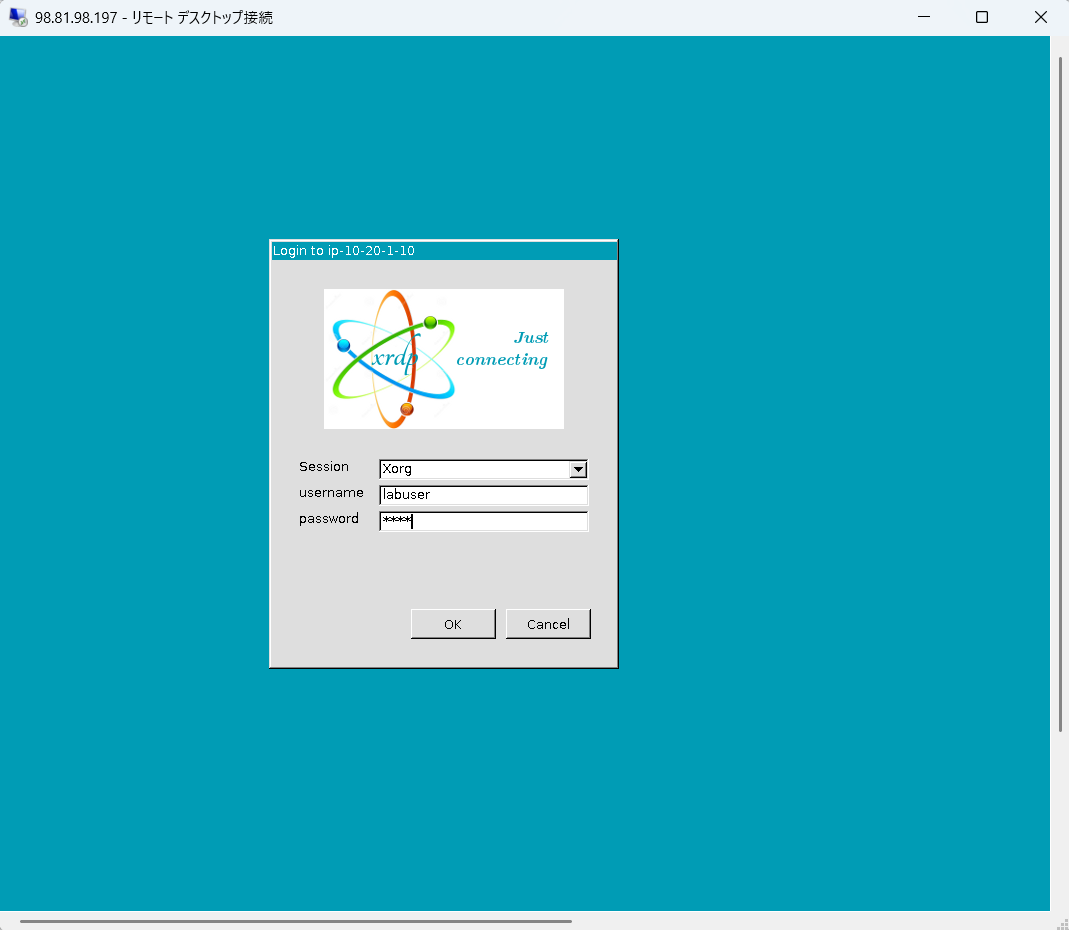 98.81.98.197 - リモート デスクトップ接続
Login to ip-10-20-1-10
xrdp
Just
connecting
Session
Xorg
username
labuser
password
****
OK
Cancel